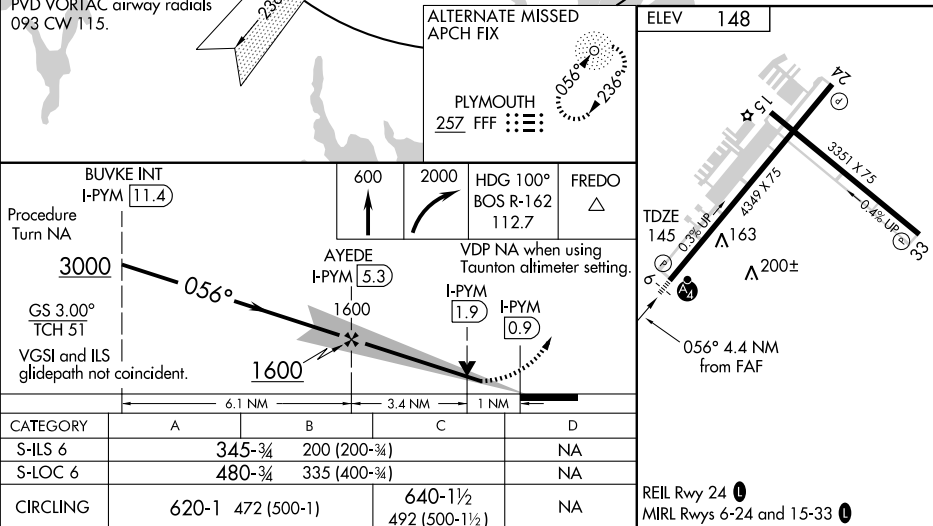 PVD VORTAC airway radials
093 CW 115.
ALTERNATE MISSED
APCH FIX
056°
236°
PLYMOUTH
257 FFF
ELEV 148
24
15
3351 X 75
4349 X 75
0.4% UP
33
TDZE
145
0.3% UP
163
200±
P
P
P
6
A4
056° 4.4 NM
from FAF
REIL Rwy 24 L
MIRL Rwys 6-24 and 15-33 L
BUVKE INT
I-PYM 11.4
Procedure
Turn NA
3000
056°
GS 3.00°
TCH 51
VGSI and ILS
glidepath not coincident.
600
2000
HDG 100°
BOS R-162
112.7
FREDO
AYEDE
I-PYM 5.3
1600
1600
VDP NA when using
Taunton altimeter setting.
I-PYM
1.9
I-PYM
0.9
6.1 NM
3.4 NM
1 NM
CATEGORY A B C D
S-ILS 6 345-¾ 200 (200-¾) NA
S-LOC 6 480-¾ 335 (400-¾) NA
CIRCLING 620-1 472 (500-1) 640-1½ NA
492 (500-1½)